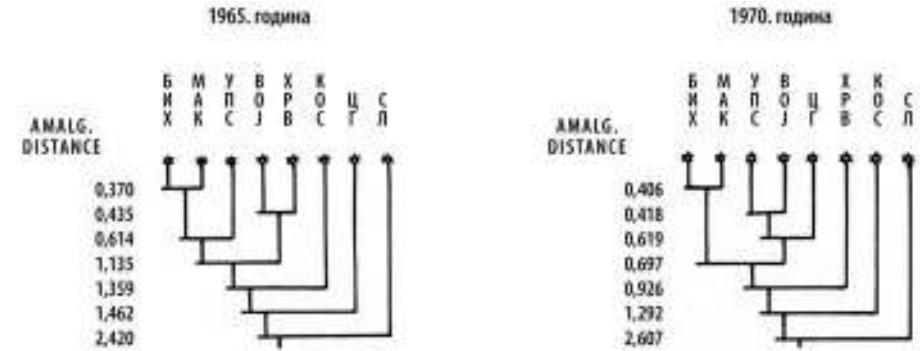 1965. година
БИХ МАК УПС ВОЈ ХРВ КОС ЦГ СЛ
AMALG.
DISTANCE
0,370
0,435
0,614
1,135
1,359
1,462
2,420
1970. година
БИХ МАК УПС ВОЈ ЦГ ХРВ КОС СЛ
AMALG.
DISTANCE
0,406
0,418
0,619
0,697
0,926
1,292
2,607